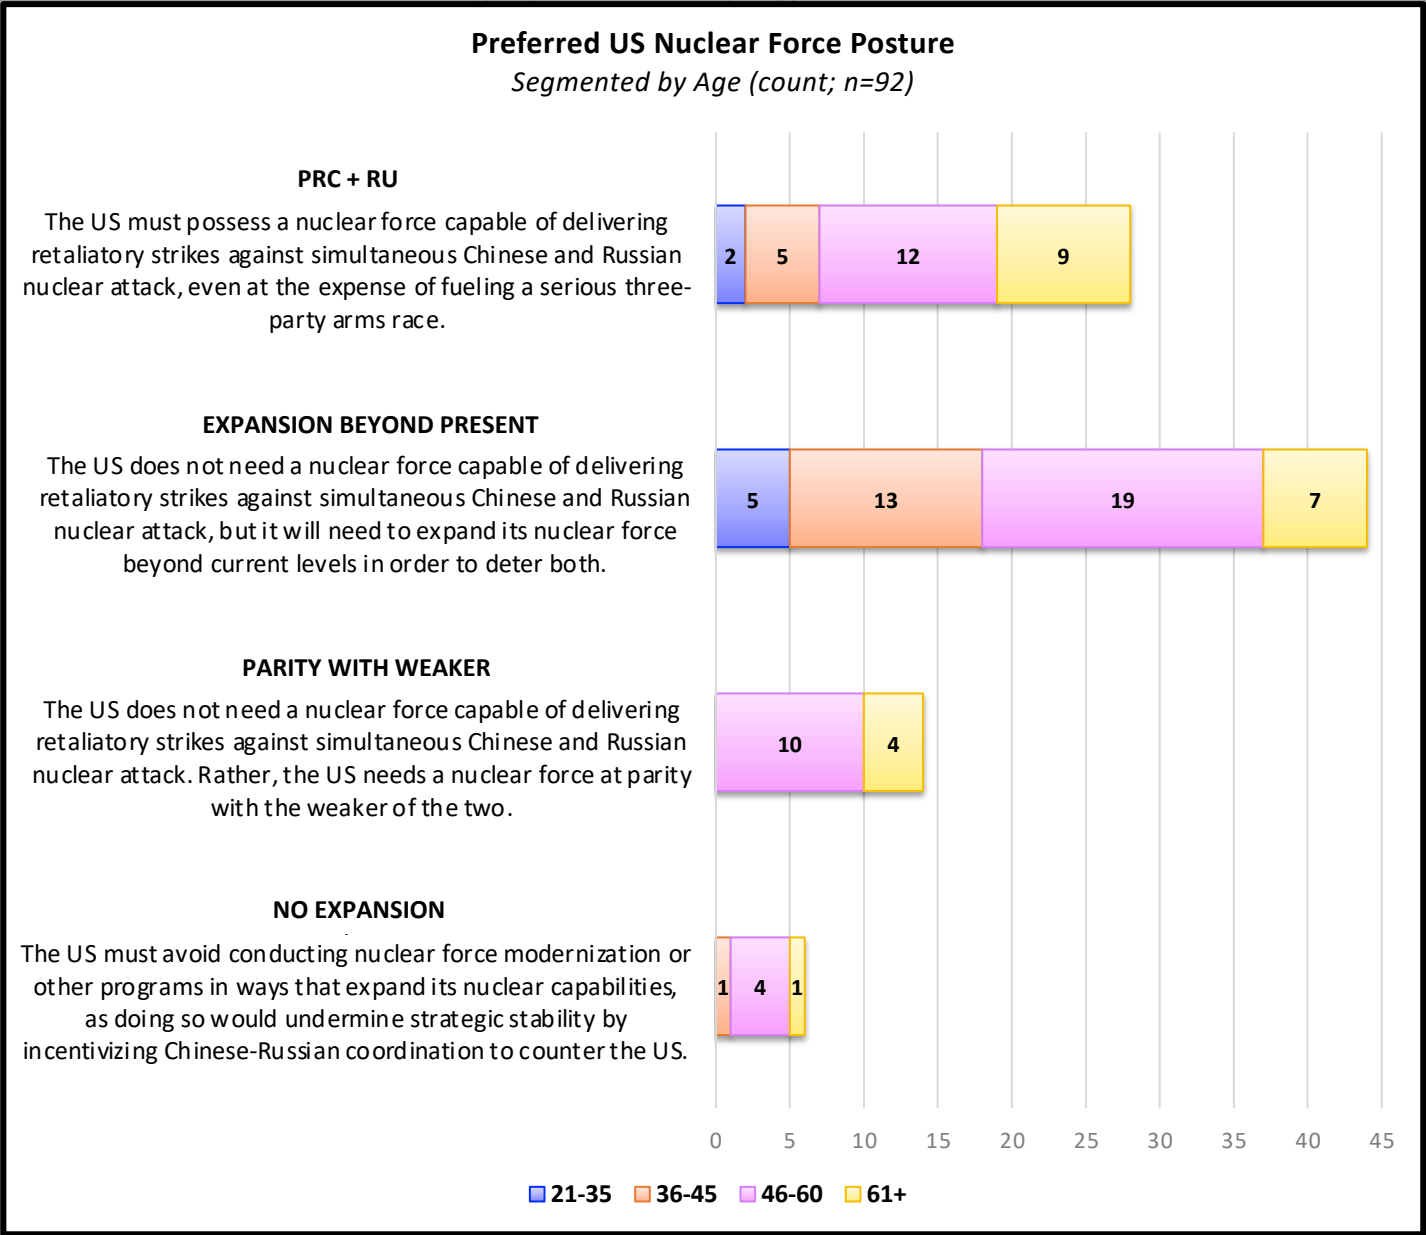 Preferred US Nuclear Force Posture
Segmented by Age (count; n=92)
PRC + RU
The US must possess a nuclear force capable of delivering
retaliatory strikes against simultaneous Chinese and Russian
nuclear attack, even at the expense of fueling a serious three-
party arms race.
2 5 12 9
EXPANSION BEYOND PRESENT
The US does not need a nuclear force capable of delivering
retaliatory strikes against simultaneous Chinese and Russian
nuclear attack, but it will need to expand its nuclear force
beyond current levels in order to deter both.
5 13 19 7
PARITY WITH WEAKER
The US does not need a nuclear force capable of delivering
retaliatory strikes against simultaneous Chinese and Russian
nuclear attack. Rather, the US needs a nuclear force at parity
with the weaker of the two.
10 4
NO EXPANSION
The US must avoid conducting nuclear force modernization or
other programs in ways that expand its nuclear capabilities,
as doing so would undermine strategic stability by
incentivizing Chinese-Russian coordination to counter the US.
1 4 1
0 5 10 15 20 25 30 35 40 45
21-35 36-45 46-60 61+